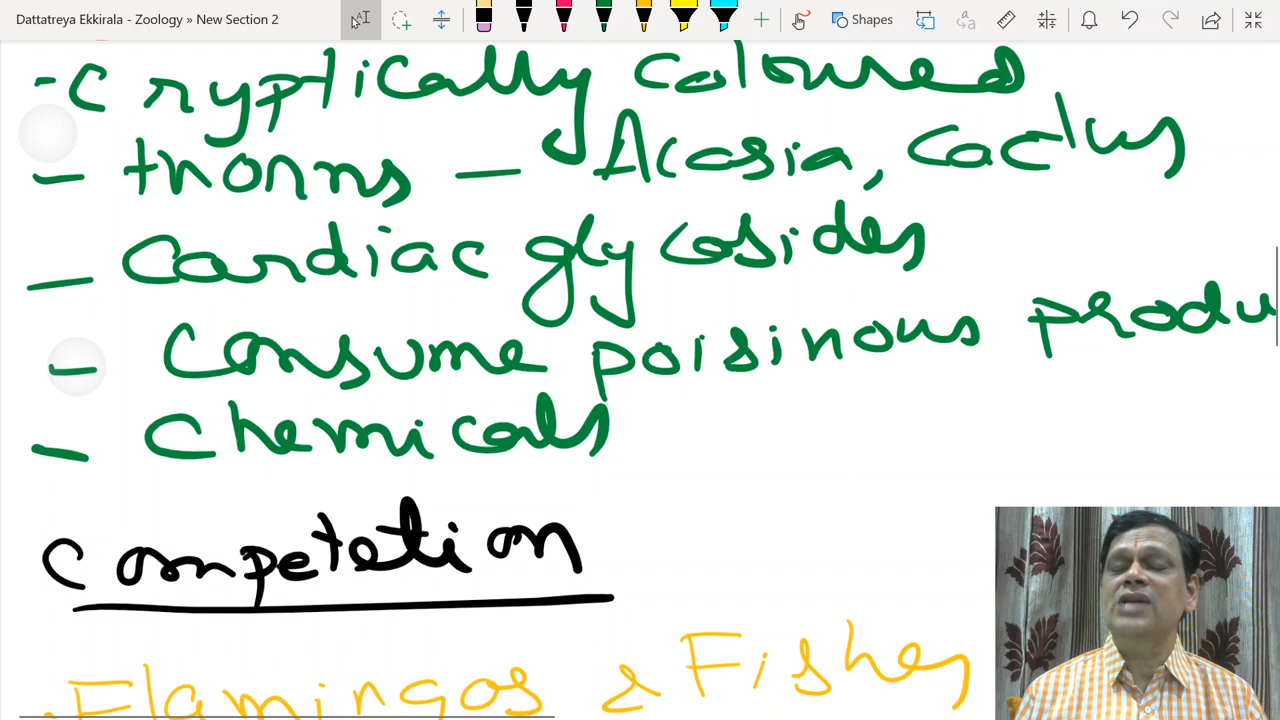 Dattatreya Ekkirala - Zoology » New Section 2
Shapes
- Cryptically coloured
- thorns - Acasia, cactus
- Cardiac glycosides
- Consume poisinous produ
- Chemicals
Competetion
. Flamingos & Fishes